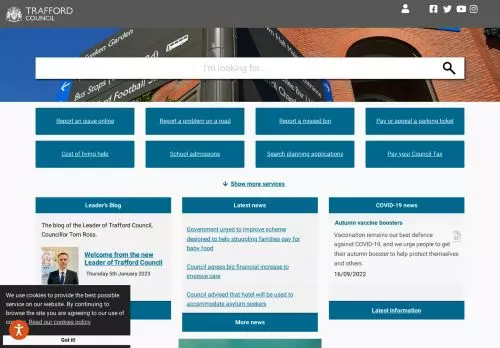 TRAFFORD
COUNCIL
Sunken Garden
Bus Stops
Football
I'm looking for...
Report an issue online
Report a problem on a road
Report a missed bin
Pay or appeal a parking ticket
Cost of living help
School admissions
Search planning applications
Pay your Council Tax
Show more services
Leader's Blog
The blog of the Leader of Trafford Council,
Councillor Tom Ross.
Welcome from the new
Leader of Trafford Council
Thursday 5th January 2023
Latest news
Government urged to improve scheme
designed to help struggling families pay for
baby food
Council agrees big financial increase to
improve care
Council advised that hotel will be used to
accommodate asylum seekers
More news
COVID-19 news
Autumn vaccine boosters
Vaccination remains our best defence
against COVID-19, and we urge people to get
their autumn booster to help protect themselves
and others
16/09/2022
Latest information
We use cookies to provide the best possible
service on our website. By continuing to
browse the site you are agreeing to our use of
cookies. Read our cookies policy
Got it!